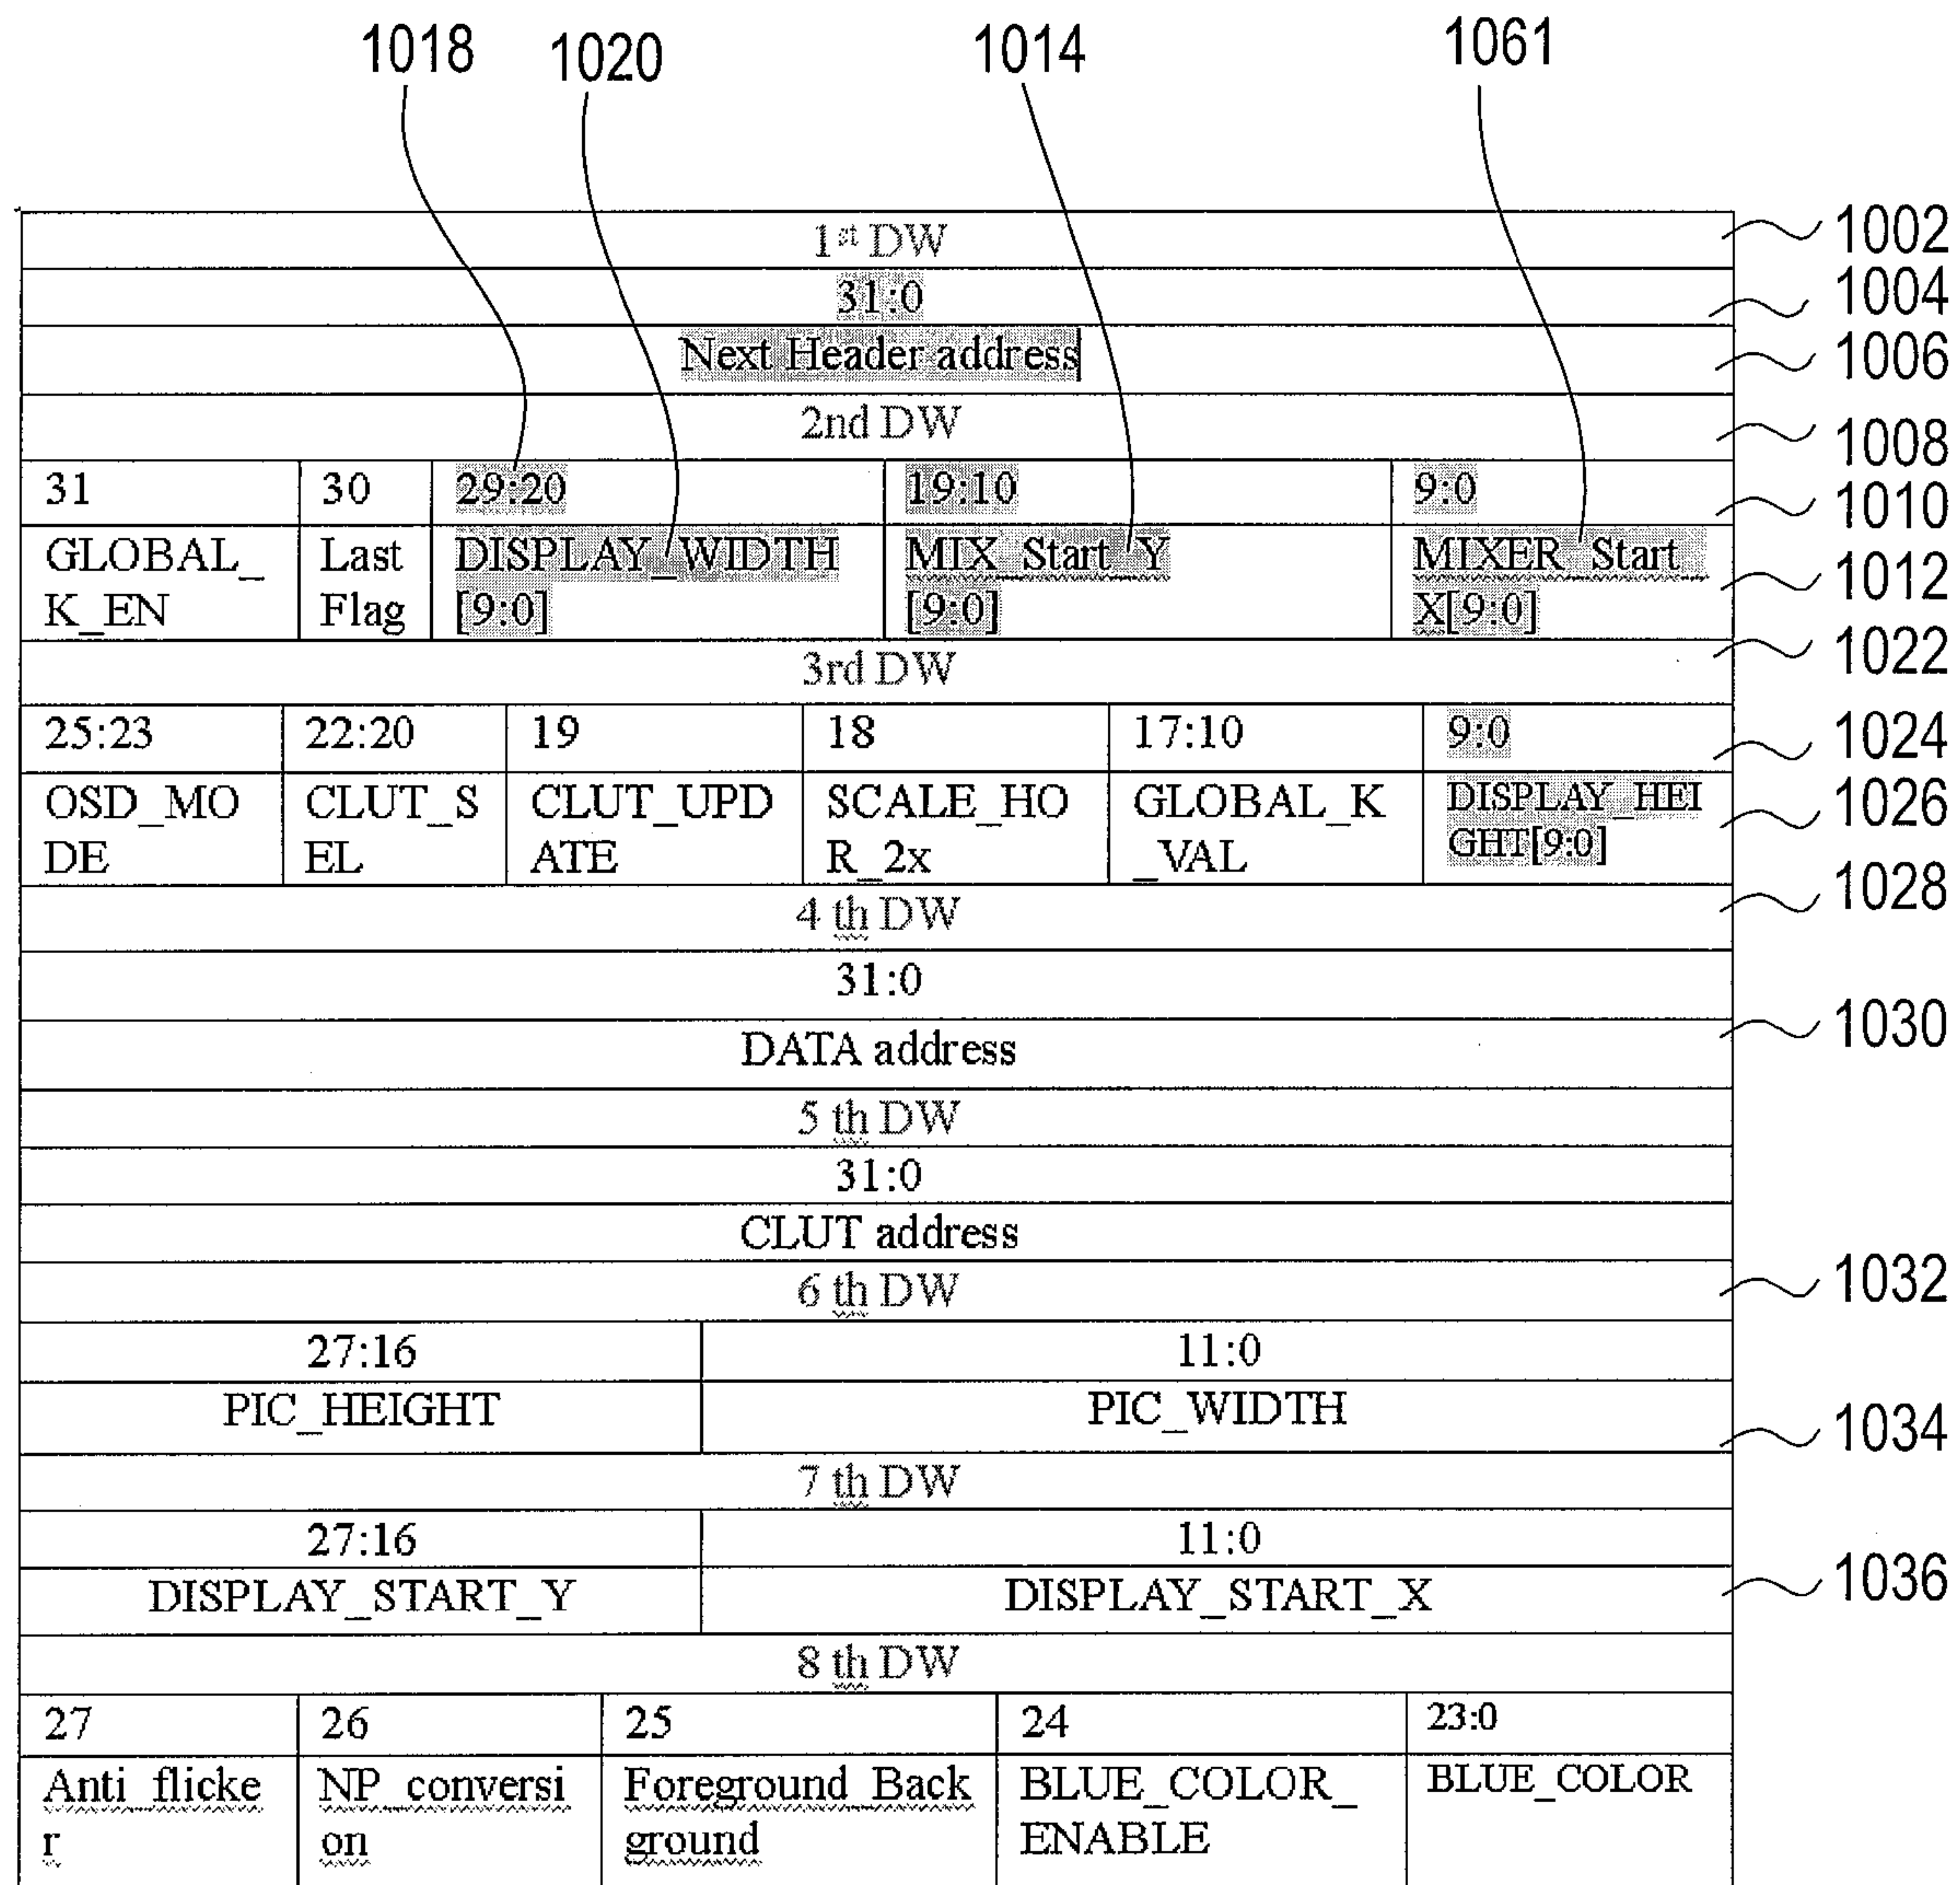 1018 1020 1014 1061
1st DW 1002
31:0 1004
Next Header address 1006
2nd DW 1008
31 30 29:20 19:10 9:0 1010
GLOBAL_ Last DISPLAY_WIDTH MIX_Start_Y MIXER_Start_ 1012
K_EN Flag [9:0] [9:0] X[9:0]
3rd DW 1022
25:23 22:20 19 18 17:10 9:0 1024
OSD_MO CLUT_S CLUT_UPD SCALE_HO GLOBAL_K DISPLAY_HEI 1026
DE EL ATE R_2x _VAL GHT[9:0]
4 th DW 1028
31:0
DATA address 1030
5 th DW
31:0
CLUT address
6 th DW 1032
27:16 11:0
PIC_HEIGHT PIC_WIDTH 1034
7 th DW
27:16 11:0
DISPLAY_START_Y DISPLAY_START_X 1036
8 th DW
27 26 25 24 23:0
Anti_flicke NP_conversi Foreground_Back BLUE_COLOR_ BLUE_COLOR
r on ground ENABLE